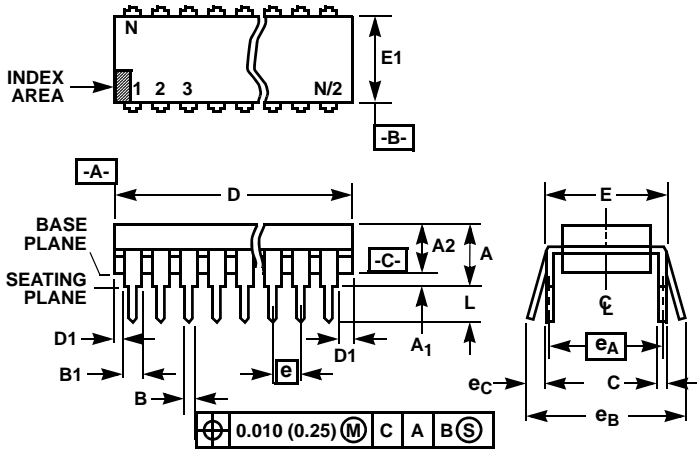 N
E1
INDEX
AREA
1 2 3 N/2
-B-
-A-
D
E
BASE
PLANE
A2
A
-C-
SEATING
PLANE
L
C
L
D1
A1
D1
eA
B1
e
eC
C
B
eB
0.010 (0.25) M C A B S